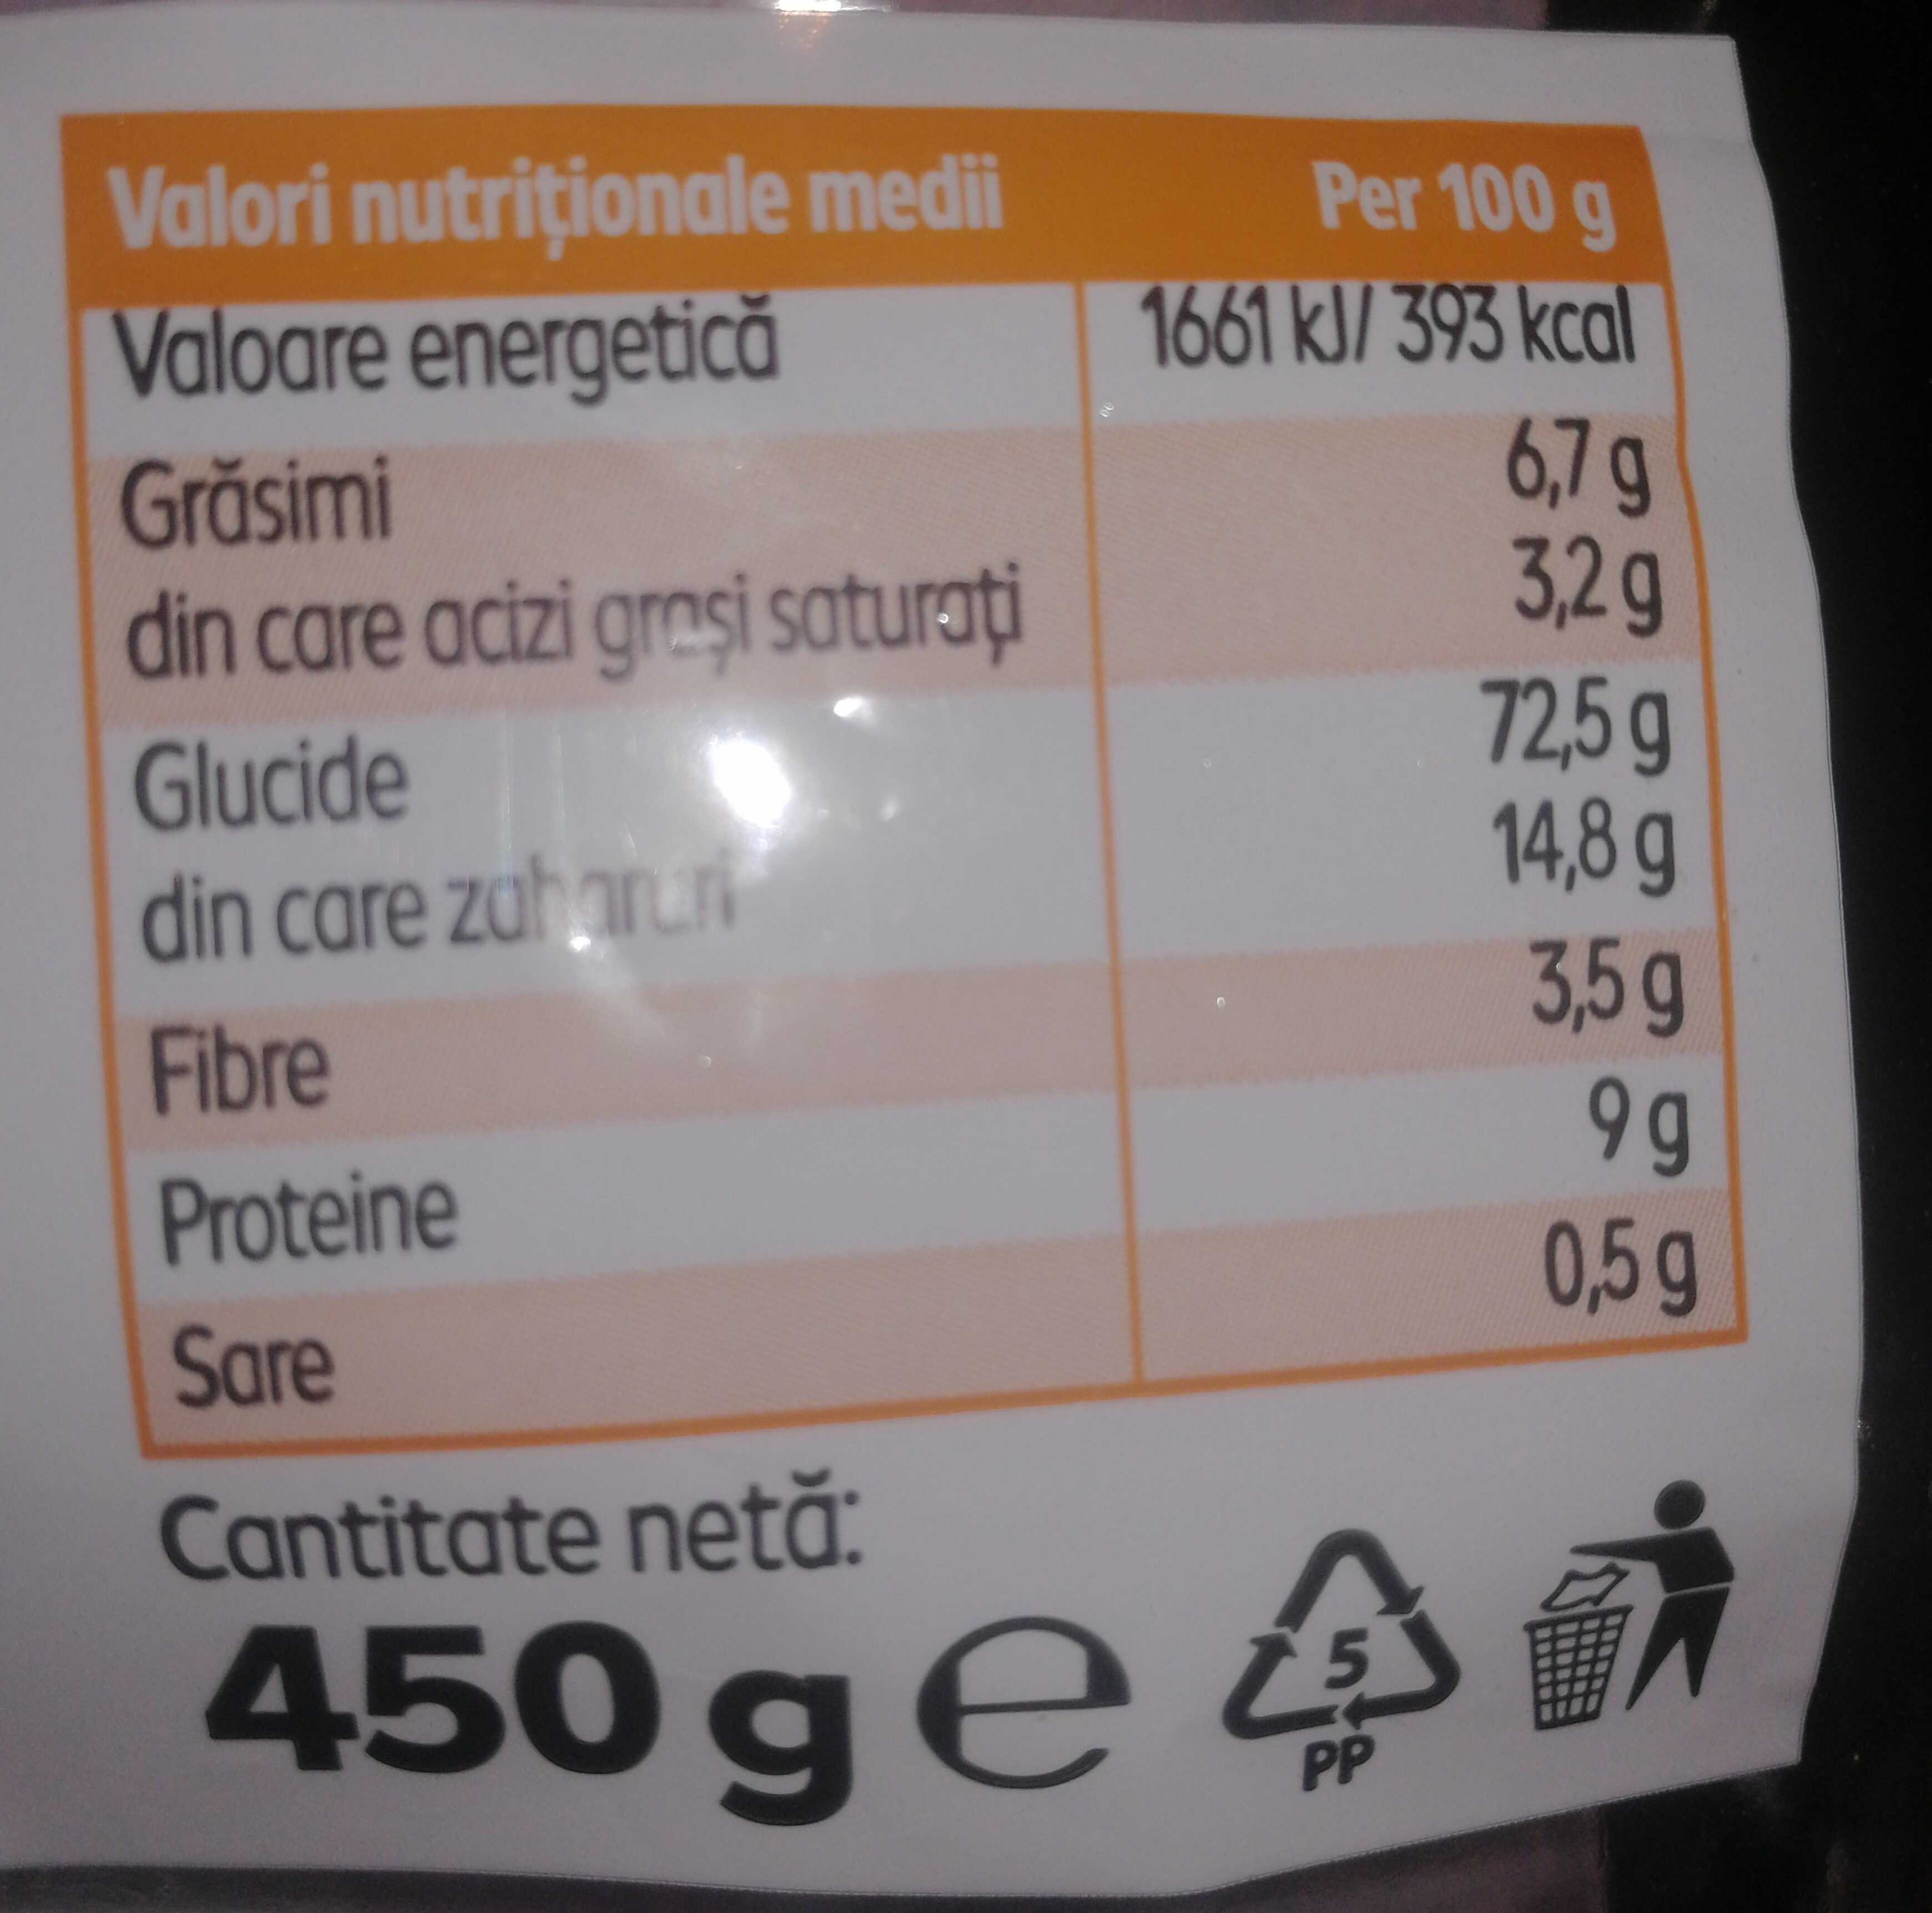 Valori nutriționale medii Per 100 g
Valoare energetică 1661 kJ/ 393 kcal
Grăsimi 6,7 g
din care acizi grași saturați 3,2 g
Glucide 72,5 g
din care zaharuri 14,8 g
Fibre 3,5 g
Proteine 9 g
Sare 0,5 g
Cantitate netă:
450 g e
5
PP